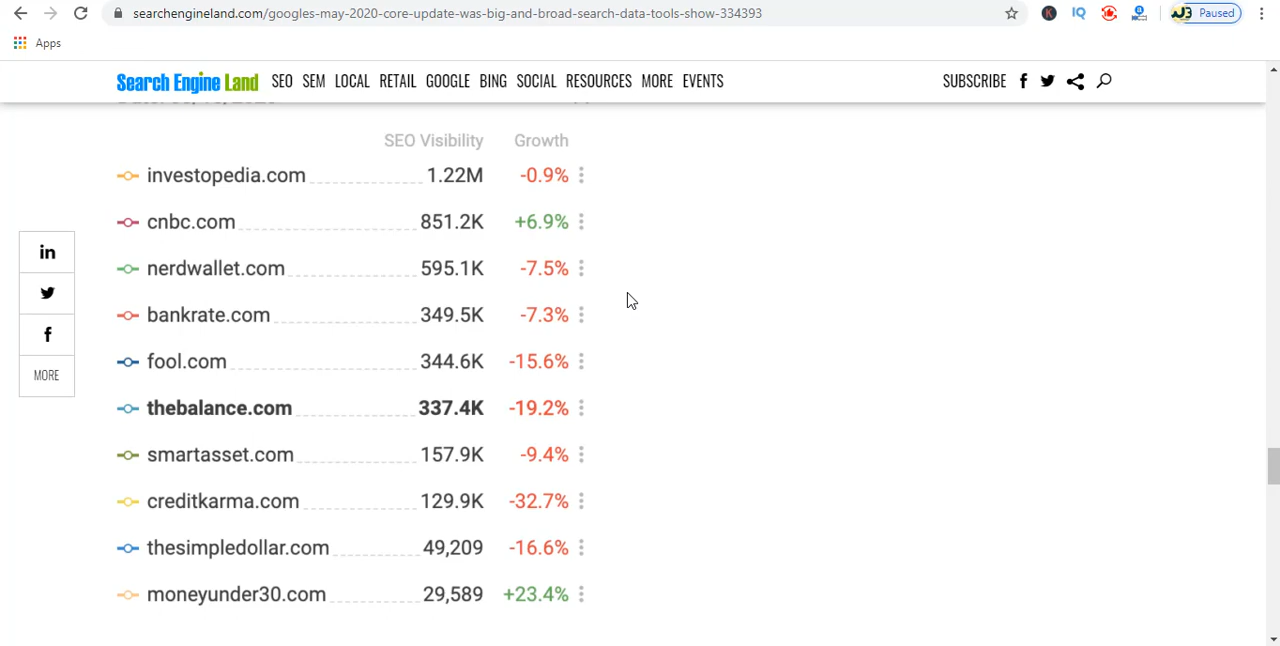 searchengineland.com/googles-may-2020-core-update-was-big-and-broad-search-data-tools-show-334393
K IQ Paused
Apps
Search Engine Land SEO SEM LOCAL RETAIL GOOGLE BING SOCIAL RESOURCES MORE EVENTS SUBSCRIBE
SEO Visibility Growth
investopedia.com 1.22M -0.9%
cnbc.com 851.2K +6.9%
nerdwallet.com 595.1K -7.5%
bankrate.com 349.5K -7.3%
fool.com 344.6K -15.6%
thebalance.com 337.4K -19.2%
smartasset.com 157.9K -9.4%
creditkarma.com 129.9K -32.7%
thesimpledollar.com 49,209 -16.6%
moneyunder30.com 29,589 +23.4%
in
MORE